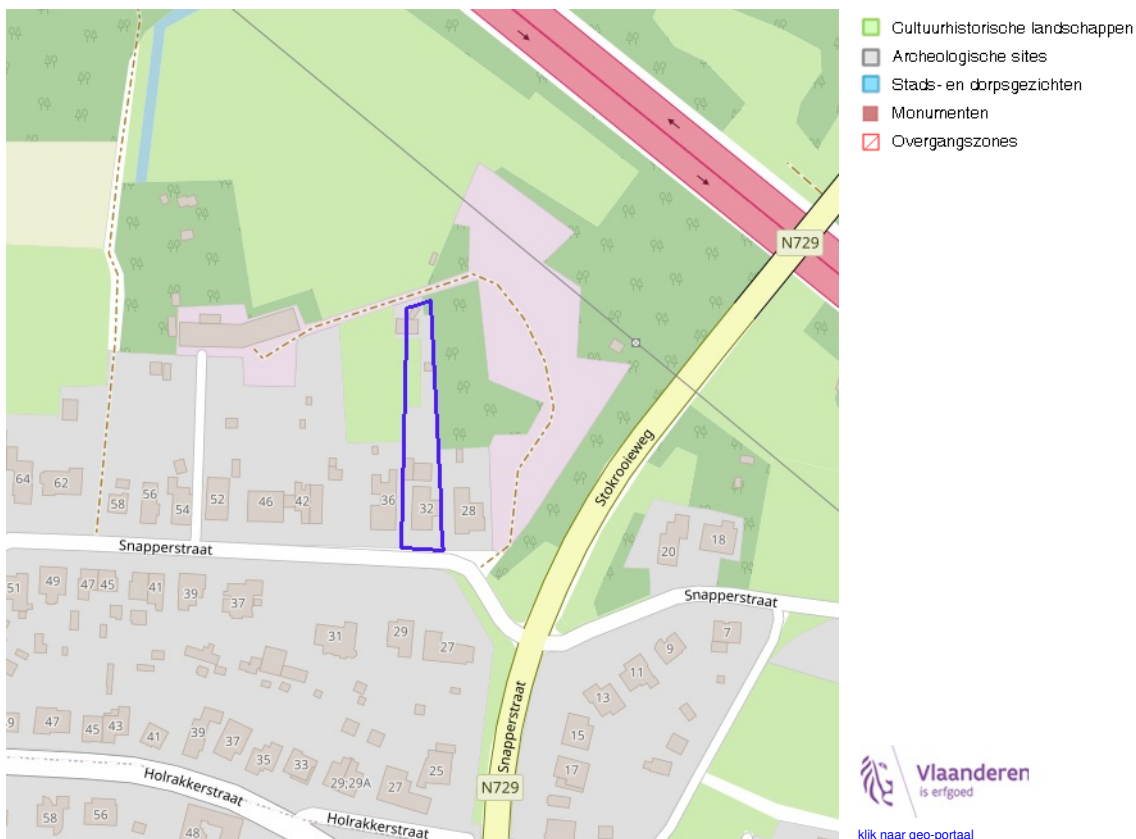 Cultuurhistorische landschappen
Archeologische sites
Stads- en dorpsgezichten
Monumenten
Overgangszones
N729
Stokrooieweg
64
62
58
56
54
52
46
42
36
32
28
20
18
Snapperstraat
Snapperstraat
51
49
47
45
41
39
37
31
29
27
7
9
11
13
15
17
Snapperstraat
N729
9
47
45
43
41
39
37
35
33
29;29A
27
25
Holrakkerstraat
Holrakkerstraat
58
56
48
Vlaanderen
is erfgoed
klik naar geo-portaal